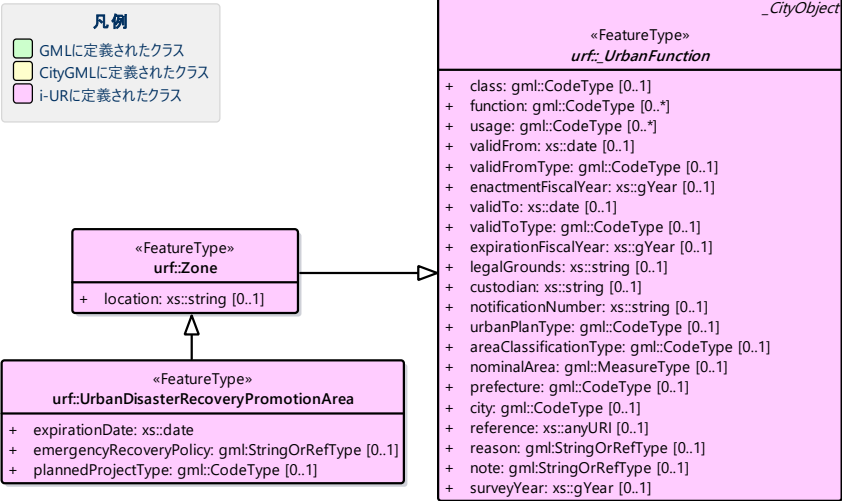 凡例
GMLに定義されたクラス
CityGMLに定義されたクラス
i-URに定義されたクラス
_CityObject
«FeatureType»
urf::_UrbanFunction
+ class: gml::CodeType [0..1]
+ function: gml::CodeType [0..*]
+ usage: gml::CodeType [0..*]
+ validFrom: xs::date [0..1]
+ validFromType: gml::CodeType [0..1]
+ enactmentFiscalYear: xs::gYear [0..1]
+ validTo: xs::date [0..1]
+ validToType: gml::CodeType [0..1]
+ expirationFiscalYear: xs::gYear [0..1]
+ legalGrounds: xs::string [0..1]
+ custodian: xs::string [0..1]
+ notificationNumber: xs::string [0..1]
+ urbanPlanType: gml::CodeType [0..1]
+ areaClassificationType: gml::CodeType [0..1]
+ nominalArea: gml::MeasureType [0..1]
+ prefecture: gml::CodeType [0..1]
+ city: gml::CodeType [0..1]
+ reference: xs::anyURI [0..1]
+ reason: gml:StringOrRefType [0..1]
+ note: gml:StringOrRefType [0..1]
+ surveyYear: xs::gYear [0..1]
«FeatureType»
urf::Zone
+ location: xs::string [0..1]
«FeatureType»
urf::UrbanDisasterRecoveryPromotionArea
+ expirationDate: xs::date
+ emergencyRecoveryPolicy: gml:StringOrRefType [0..1]
+ plannedProjectType: gml::CodeType [0..1]